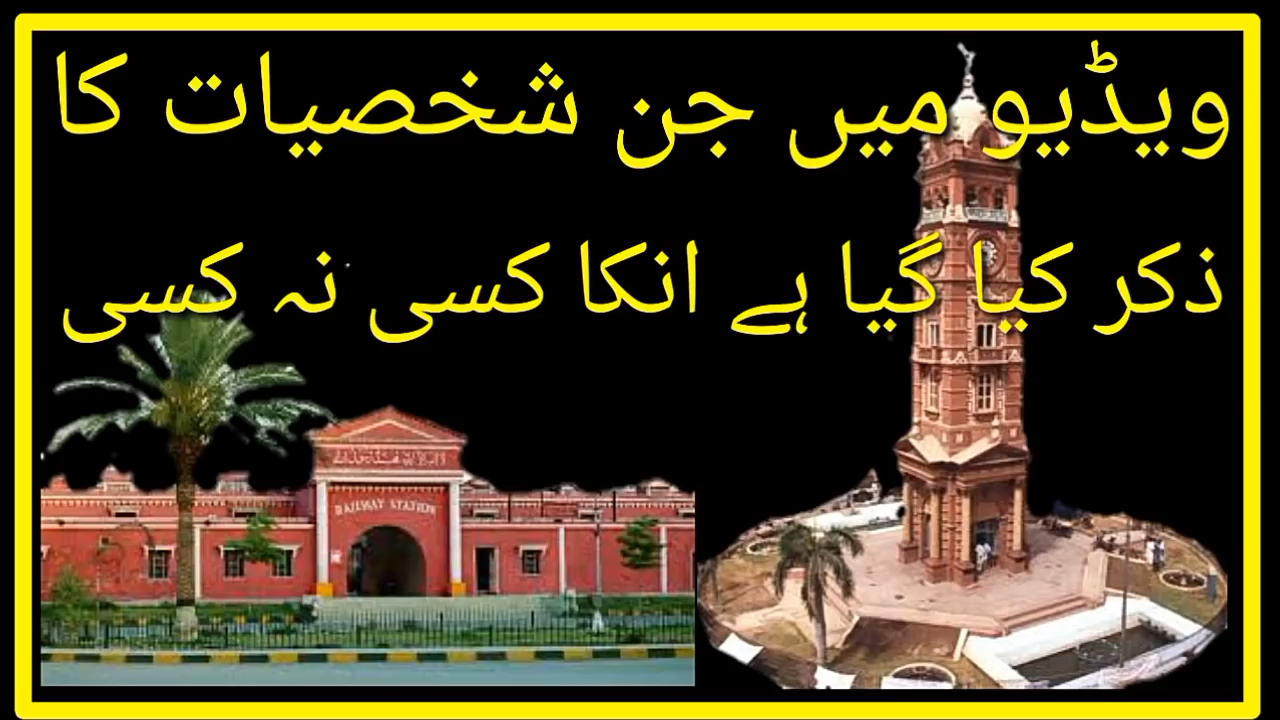 ویڈیو میں جن شخصیات کا
ذکر کیا گیا ہے انکا کسی نہ کسی
RAILWAY STATION